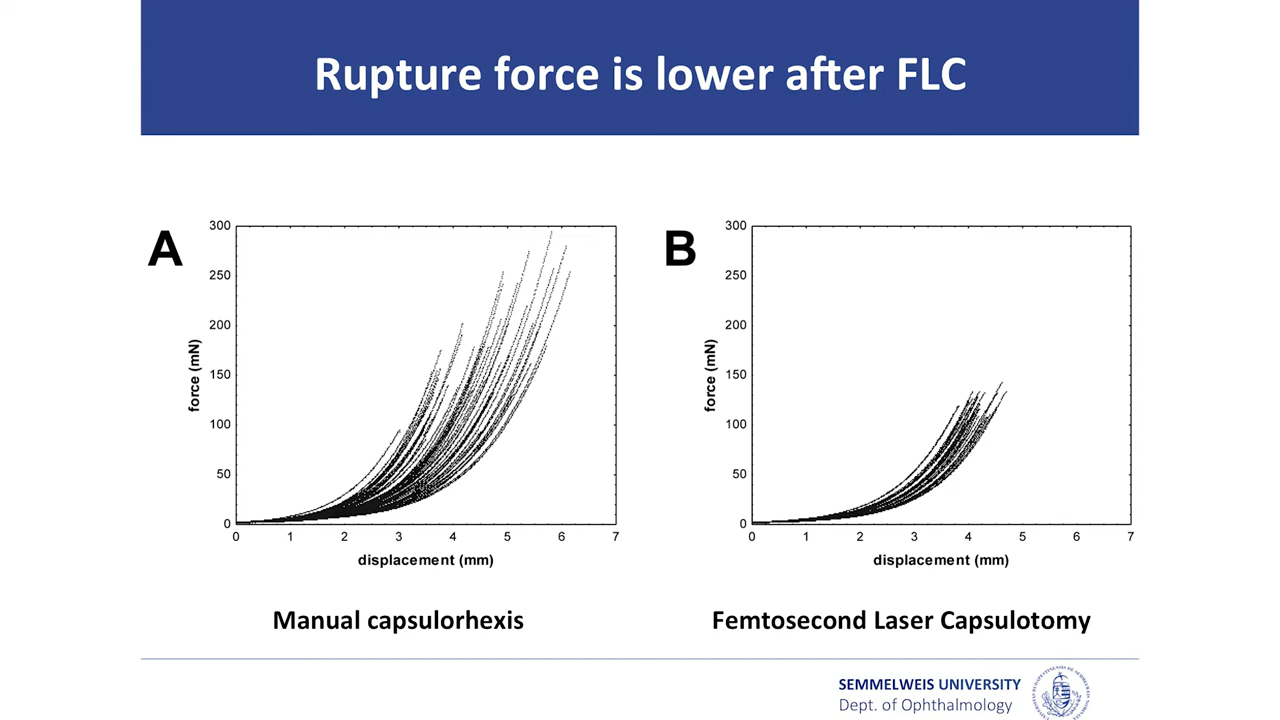 Rupture force is lower after FLC
A
300
250
200
150
100
50
0
force (mN)
0 1 2 3 4 5 6 7
displacement (mm)
Manual capsulorhexis
B
300
250
200
150
100
50
0
force (mN)
0 1 2 3 4 5 6 7
displacement (mm)
Femtosecond Laser Capsulotomy
SEMMELWEIS UNIVERSITY
Dept. of Ophthalmology